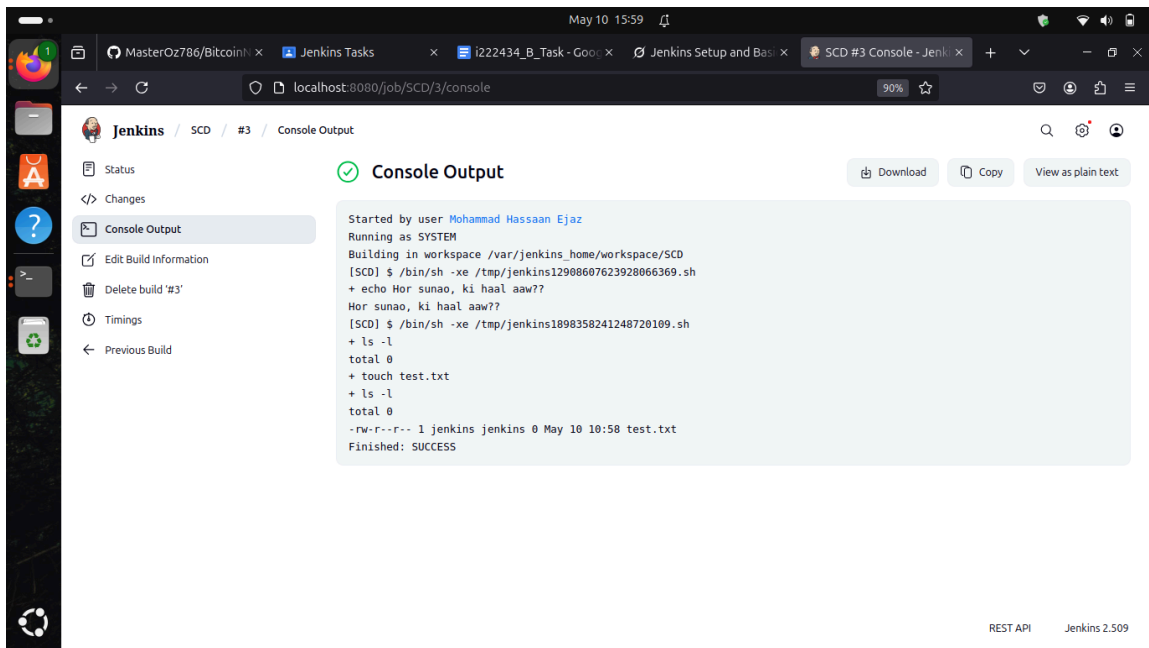 May 10 15:59
1
MasterOz786/BitcoinN
Jenkins Tasks
i222434_B_Task - Goog
Jenkins Setup and Basi
SCD #3 Console - Jenki
localhost:8080/job/SCD/3/console
90%
Jenkins / SCD / #3 / Console Output
Status
Changes
Console Output
Edit Build Information
Delete build '#3'
Timings
Previous Build
Console Output
Download
Copy
View as plain text
Started by user Mohammad Hassaan Ejaz
Running as SYSTEM
Building in workspace /var/jenkins_home/workspace/SCD
[SCD] $ /bin/sh -xe /tmp/jenkins12908607623928066369.sh
+ echo Hor sunao, ki haal aaw??
Hor sunao, ki haal aaw??
[SCD] $ /bin/sh -xe /tmp/jenkins1898358241248720109.sh
+ ls -l
total 0
+ touch test.txt
+ ls -l
total 0
-rw-r--r-- 1 jenkins jenkins 0 May 10 10:58 test.txt
Finished: SUCCESS
REST API
Jenkins 2.509